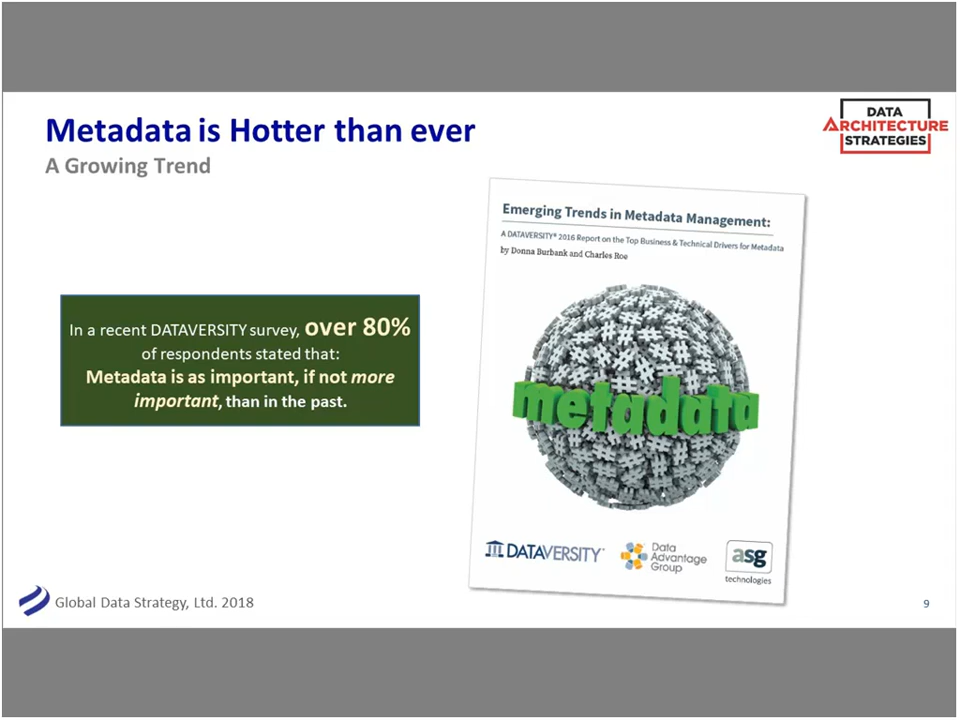 Metadata is Hotter than ever
A Growing Trend
DATA
ARCHITECTURE
STRATEGIES
In a recent DATAVERSITY survey, over 80%
of respondents stated that:
Metadata is as important, if not more
important, than in the past.
Emerging Trends in Metadata Management:
A DATAVERSITY® 2016 Report on the Top Business & Technical Drivers for Metadata
by Donna Burbank and Charles Roe
metadata
DATAVERSITY
Data
Advantage
Group
asg
technologies
Global Data Strategy, Ltd. 2018
9